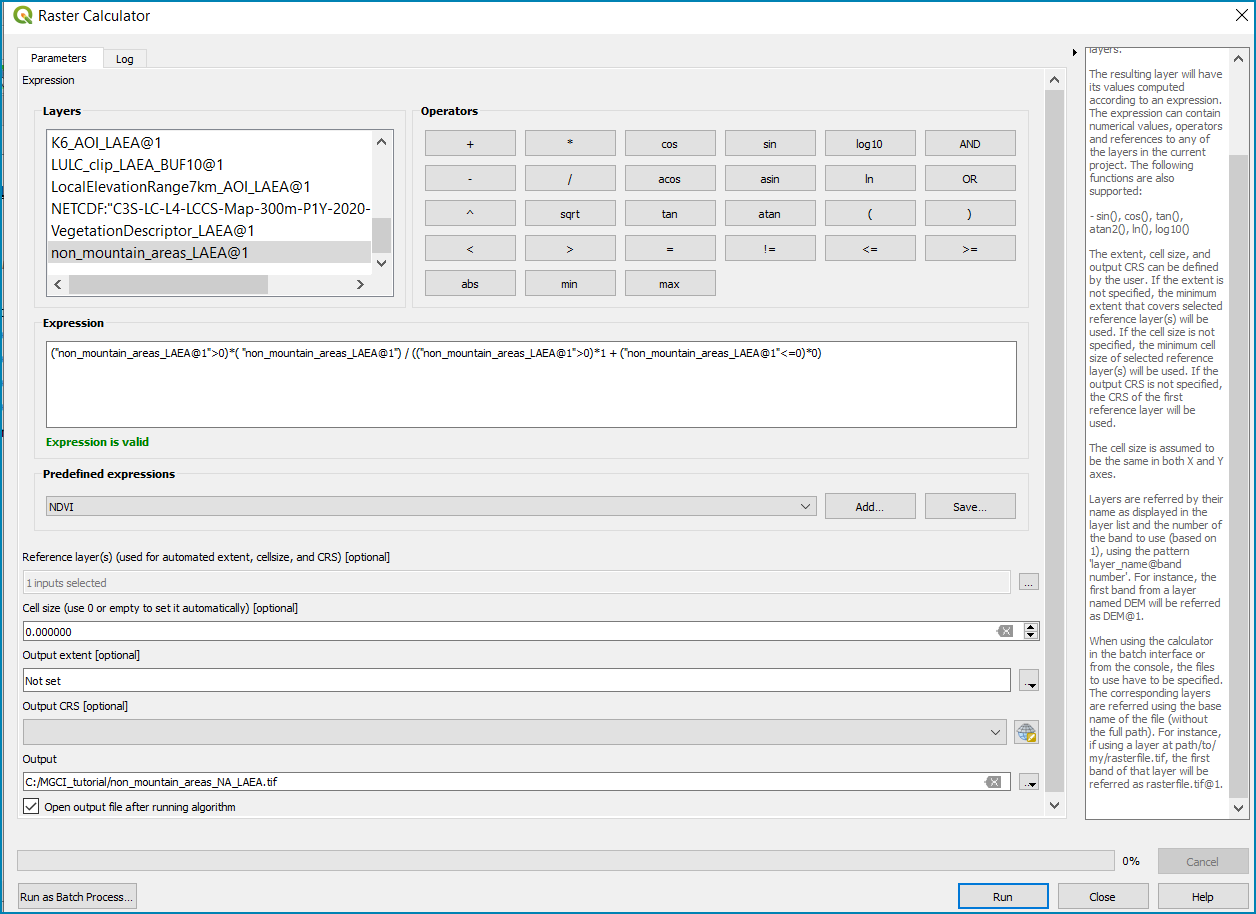 Raster Calculator
Parameters
Log
Expression
Layers
K6_AOI_LAEA@1
LULC_clip_LAEA_BUF10@1
LocalElevationRange7km_AOI_LAEA@1
NETCDF:"C3S-LC-L4-LCCS-Map-300m-P1Y-2020-
VegetationDescriptor_LAEA@1
non_mountain_areas_LAEA@1
Operators
+ * cos sin log10 AND
- / acos asin ln OR
^ sqrt tan atan ( )
< > = != <= >=
abs min max
Expression
("non_mountain_areas_LAEA@1">0)*( "non_mountain_areas_LAEA@1") / (("non_mountain_areas_LAEA@1">0)*1 + ("non_mountain_areas_LAEA@1"<=0)*0)
Expression is valid
Predefined expressions
NDVI
Add...
Save...
Reference layer(s) (used for automated extent, cellsize, and CRS) [optional]
1 inputs selected
...
Cell size (use 0 or empty to set it automatically) [optional]
0.000000
Output extent [optional]
Not set
Output CRS [optional]
Output
C:/MGCI_tutorial/non_mountain_areas_NA_LAEA.tif
Open output file after running algorithm
layers.
The resulting layer will have
its values computed
according to an expression.
The expression can contain
numerical values, operators
and references to any of
the layers in the current
project. The following
functions are also
supported:
- sin(), cos(), tan(),
atan2(), ln(), log10()
The extent, cell size, and
output CRS can be defined
by the user. If the extent is
not specified, the minimum
extent that covers selected
reference layer(s) will be
used. If the cell size is not
specified, the minimum cell
size of selected reference
layer(s) will be used. If the
output CRS is not specified,
the CRS of the first
reference layer will be
used.
The cell size is assumed to
be the same in both X and Y
axes.
Layers are referred by their
name as displayed in the
layer list and the number of
the band to use (based on
1), using the pattern
'layer_name@band
number'. For instance, the
first band from a layer
named DEM will be referred
as DEM@1.
When using the calculator
in the batch interface or
from the console, the files
to use have to be specified.
The corresponding layers
are referred using the base
name of the file (without
the full path). For instance,
if using a layer at path/to/
my/rasterfile.tif, the first
band of that layer will be
referred as rasterfile.tif@1.
0%
Cancel
Run as Batch Process...
Run
Close
Help